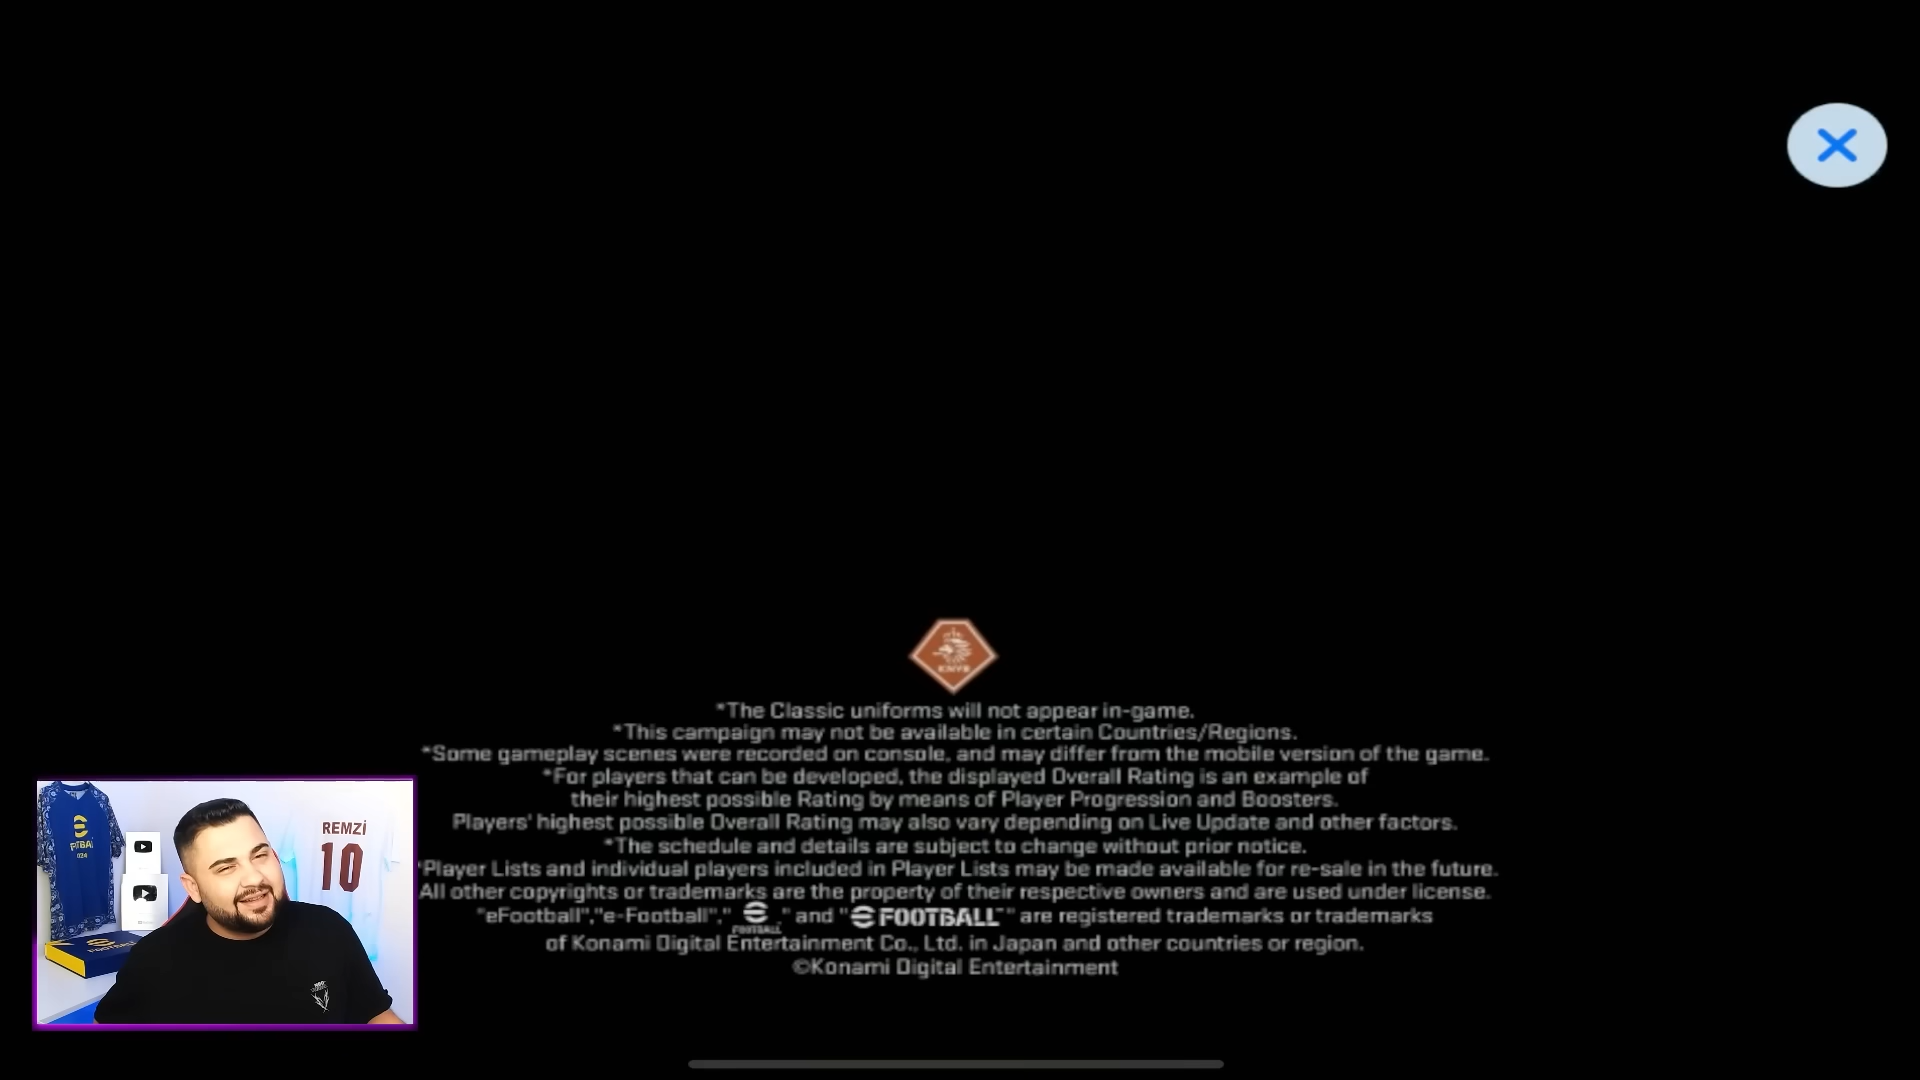 KNVB
*The Classic uniforms will not appear in-game.
*This campaign may not be available in certain Countries/Regions.
*Some gameplay scenes were recorded on console, and may differ from the mobile version of the game.
*For players that can be developed, the displayed Overall Rating is an example of
their highest possible Rating by means of Player Progression and Boosters.
Players' highest possible Overall Rating may also vary depending on Live Update and other factors.
*The schedule and details are subject to change without prior notice.
*Player Lists and individual players included in Player Lists may be made available for re-sale in the future.
All other copyrights or trademarks are the property of their respective owners and are used under license.
"eFootball","e-Football"," FOOTBALL " and " FOOTBALL™" are registered trademarks or trademarks
of Konami Digital Entertainment Co., Ltd. in Japan and other countries or region.
©Konami Digital Entertainment
REMZİ
10